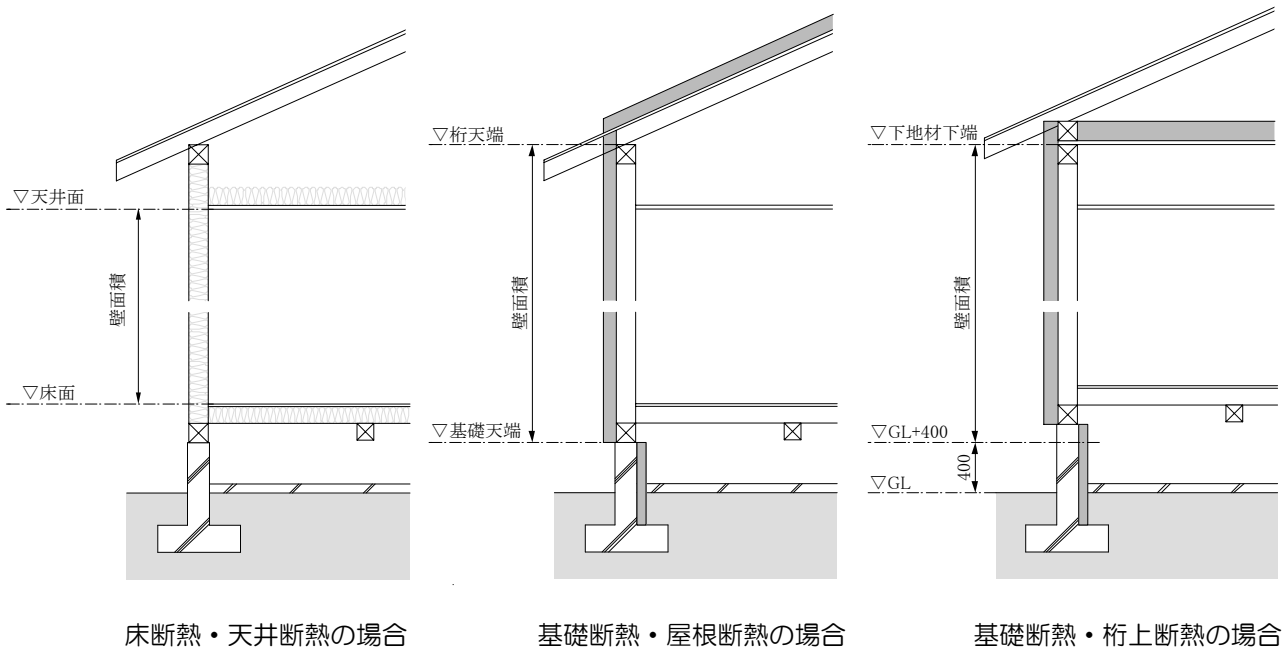 ▽天井面
壁面積
▽床面
床断熱・天井断熱の場合
▽桁天端
壁面積
▽基礎天端
基礎断熱・屋根断熱の場合
▽下地材下端
壁面積
▽GL+400
400
▽GL
基礎断熱・桁上断熱の場合